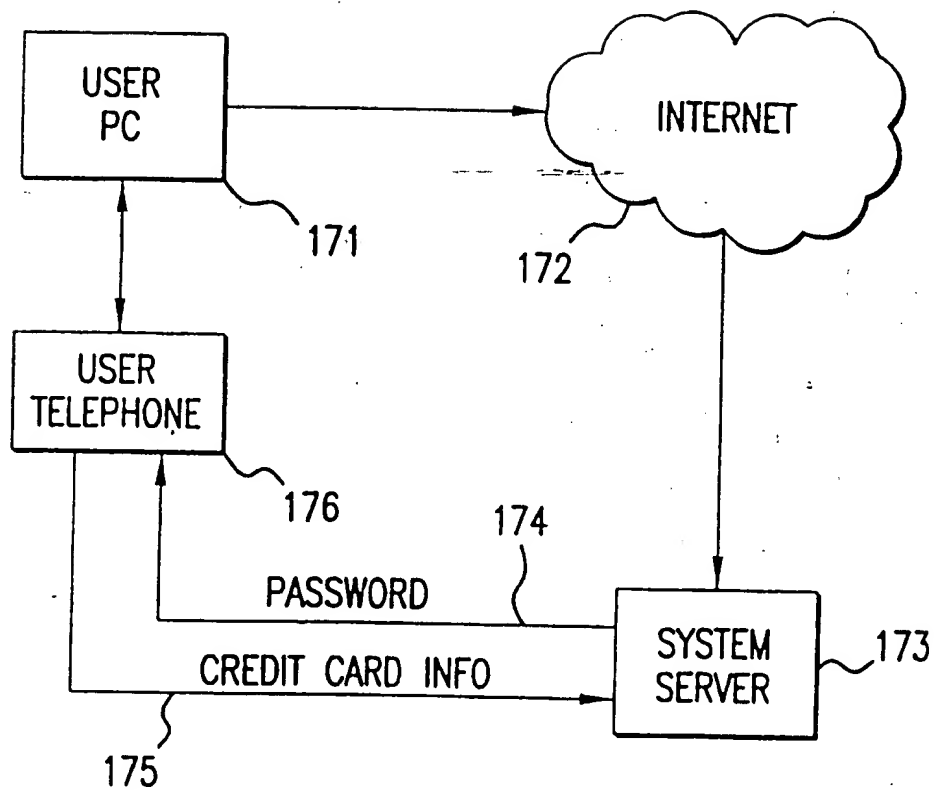 USER
PC
INTERNET
171
172
USER
TELEPHONE
176
174
PASSWORD
SYSTEM
SERVER
173
CREDIT CARD INFO
175